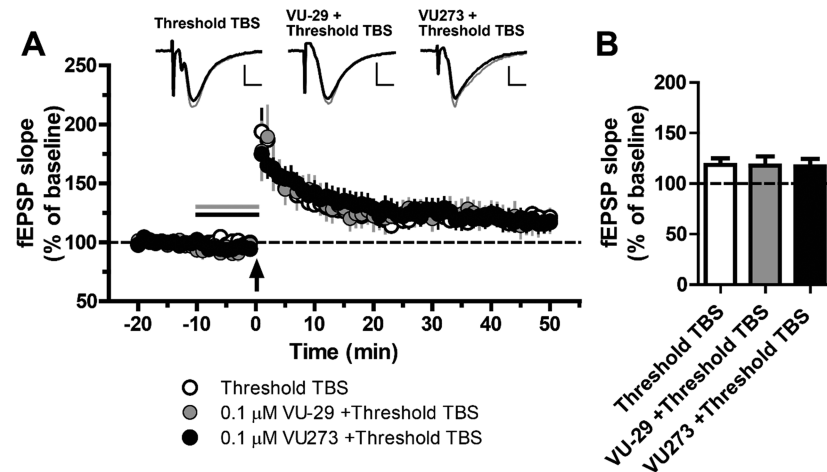 A
Threshold TBS
VU-29 +
Threshold TBS
VU273 +
Threshold TBS
fEPSP slope
(% of baseline)
250
200
150
100
50
-20
-10
0
10
20
30
40
50
Time (min)
Threshold TBS
0.1 μM VU-29 +Threshold TBS
0.1 μM VU273 +Threshold TBS
B
fEPSP slope
(% of baseline)
200
150
100
50
0
Threshold TBS
VU-29 +Threshold TBS
VU273 +Threshold TBS